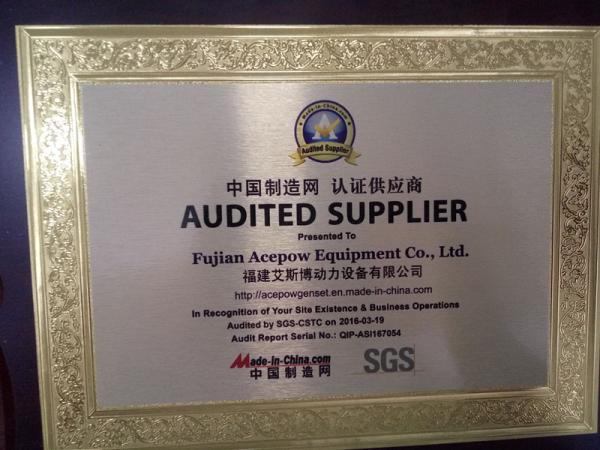 Made-in-China.com
Audited Supplier
中国制造网 认证供应商
AUDITED SUPPLIER
Presented To
Fujian Acepow Equipment Co., Ltd.
福建艾斯博动力设备有限公司
http://acepowgenset.en.made-in-china.com
In Recognition of Your Site Existence & Business Operations
Audited by SGS-CSTC on 2016-03-19
Audit Report Serial No.: QIP-ASI167054
Made-in-China.com
中国制造网
SGS